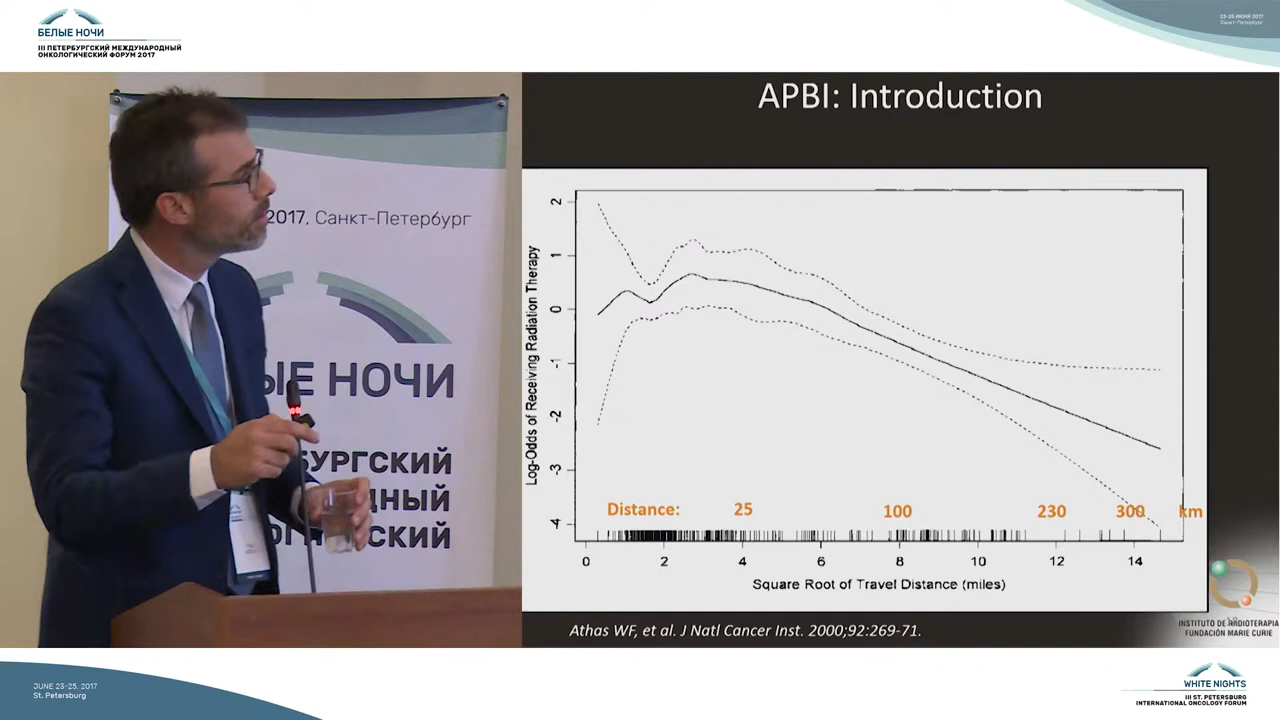 БЕЛЫЕ НОЧИ
III ПЕТЕРБУРГСКИЙ МЕЖДУНАРОДНЫЙ
ОНКОЛОГИЧЕСКИЙ ФОРУМ 2017
23-25 ИЮНЯ 2017
Санкт-Петербург
2017, Санкт-Петербург
ЫЕ НОЧИ
БУРГСКИЙ
ДНЫЙ
ОГИЧЕСКИЙ
APBI: Introduction
Log-Odds of Receiving Radiation Therapy
2
1
0
-1
-2
-3
-4
Distance: 25 100 230 300 km
0 2 4 6 8 10 12 14
Square Root of Travel Distance (miles)
Athas WF, et al. J Natl Cancer Inst. 2000;92:269-71.
INSTITUTO DE RADIOTERAPIA
FUNDACIÓN MARIE CURIE
JUNE 23-25, 2017
St. Petersburg
WHITE NIGHTS
III ST. PETERSBURG
INTERNATIONAL ONCOLOGY FORUM